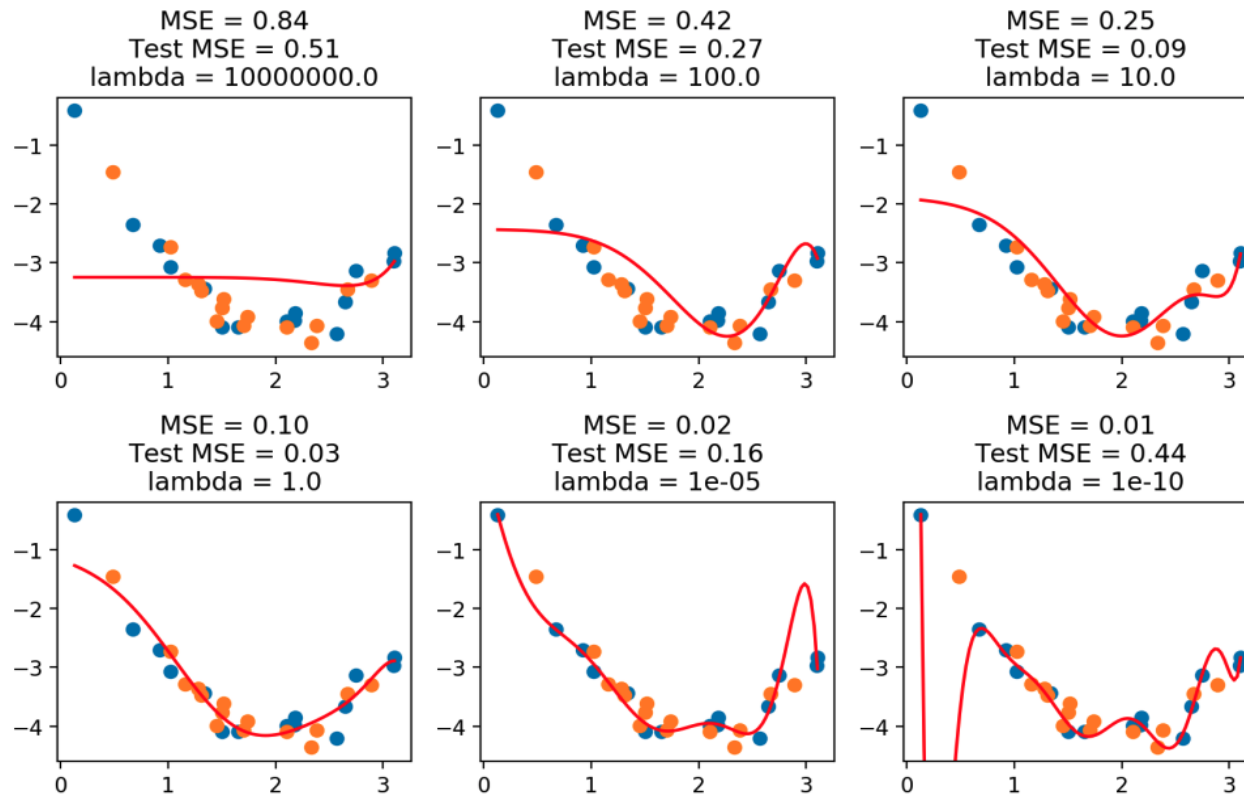 MSE = 0.84
Test MSE = 0.51
lambda = 10000000.0
−1
−2
−3
−4
0 1 2 3
MSE = 0.42
Test MSE = 0.27
lambda = 100.0
−1
−2
−3
−4
0 1 2 3
MSE = 0.25
Test MSE = 0.09
lambda = 10.0
−1
−2
−3
−4
0 1 2 3
MSE = 0.10
Test MSE = 0.03
lambda = 1.0
−1
−2
−3
−4
0 1 2 3
MSE = 0.02
Test MSE = 0.16
lambda = 1e-05
−1
−2
−3
−4
0 1 2 3
MSE = 0.01
Test MSE = 0.44
lambda = 1e-10
−1
−2
−3
−4
0 1 2 3